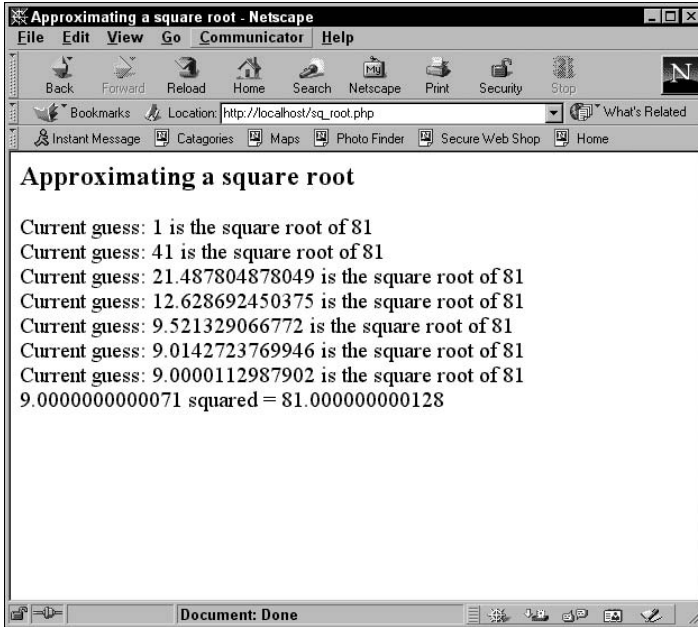 Approximating a square root - Netscape
File Edit View Go Communicator Help
Back Forward Reload Home Search Netscape Print Security Stop
My
N
Bookmarks Location: http://localhost/sq_root.php What's Related
Instant Message Catagories Maps Photo Finder Secure Web Shop Home
Approximating a square root
Current guess: 1 is the square root of 81
Current guess: 41 is the square root of 81
Current guess: 21.487804878049 is the square root of 81
Current guess: 12.628692450375 is the square root of 81
Current guess: 9.521329066772 is the square root of 81
Current guess: 9.0142723769946 is the square root of 81
Current guess: 9.0000112987902 is the square root of 81
9.0000000000071 squared = 81.000000000128
Document: Done